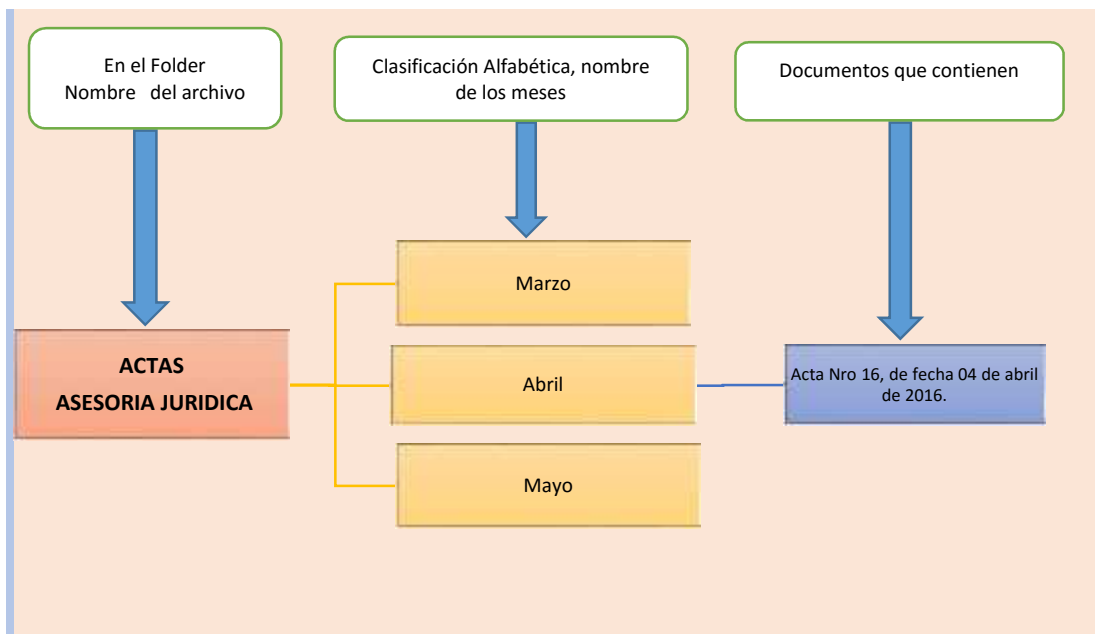 En el Folder
Nombre del archivo
Clasificación Alfabética, nombre
de los meses
Documentos que contienen
Marzo
ACTAS
ASESORIA JURIDICA
Abril
Acta Nro 16, de fecha 04 de abril
de 2016.
Mayo